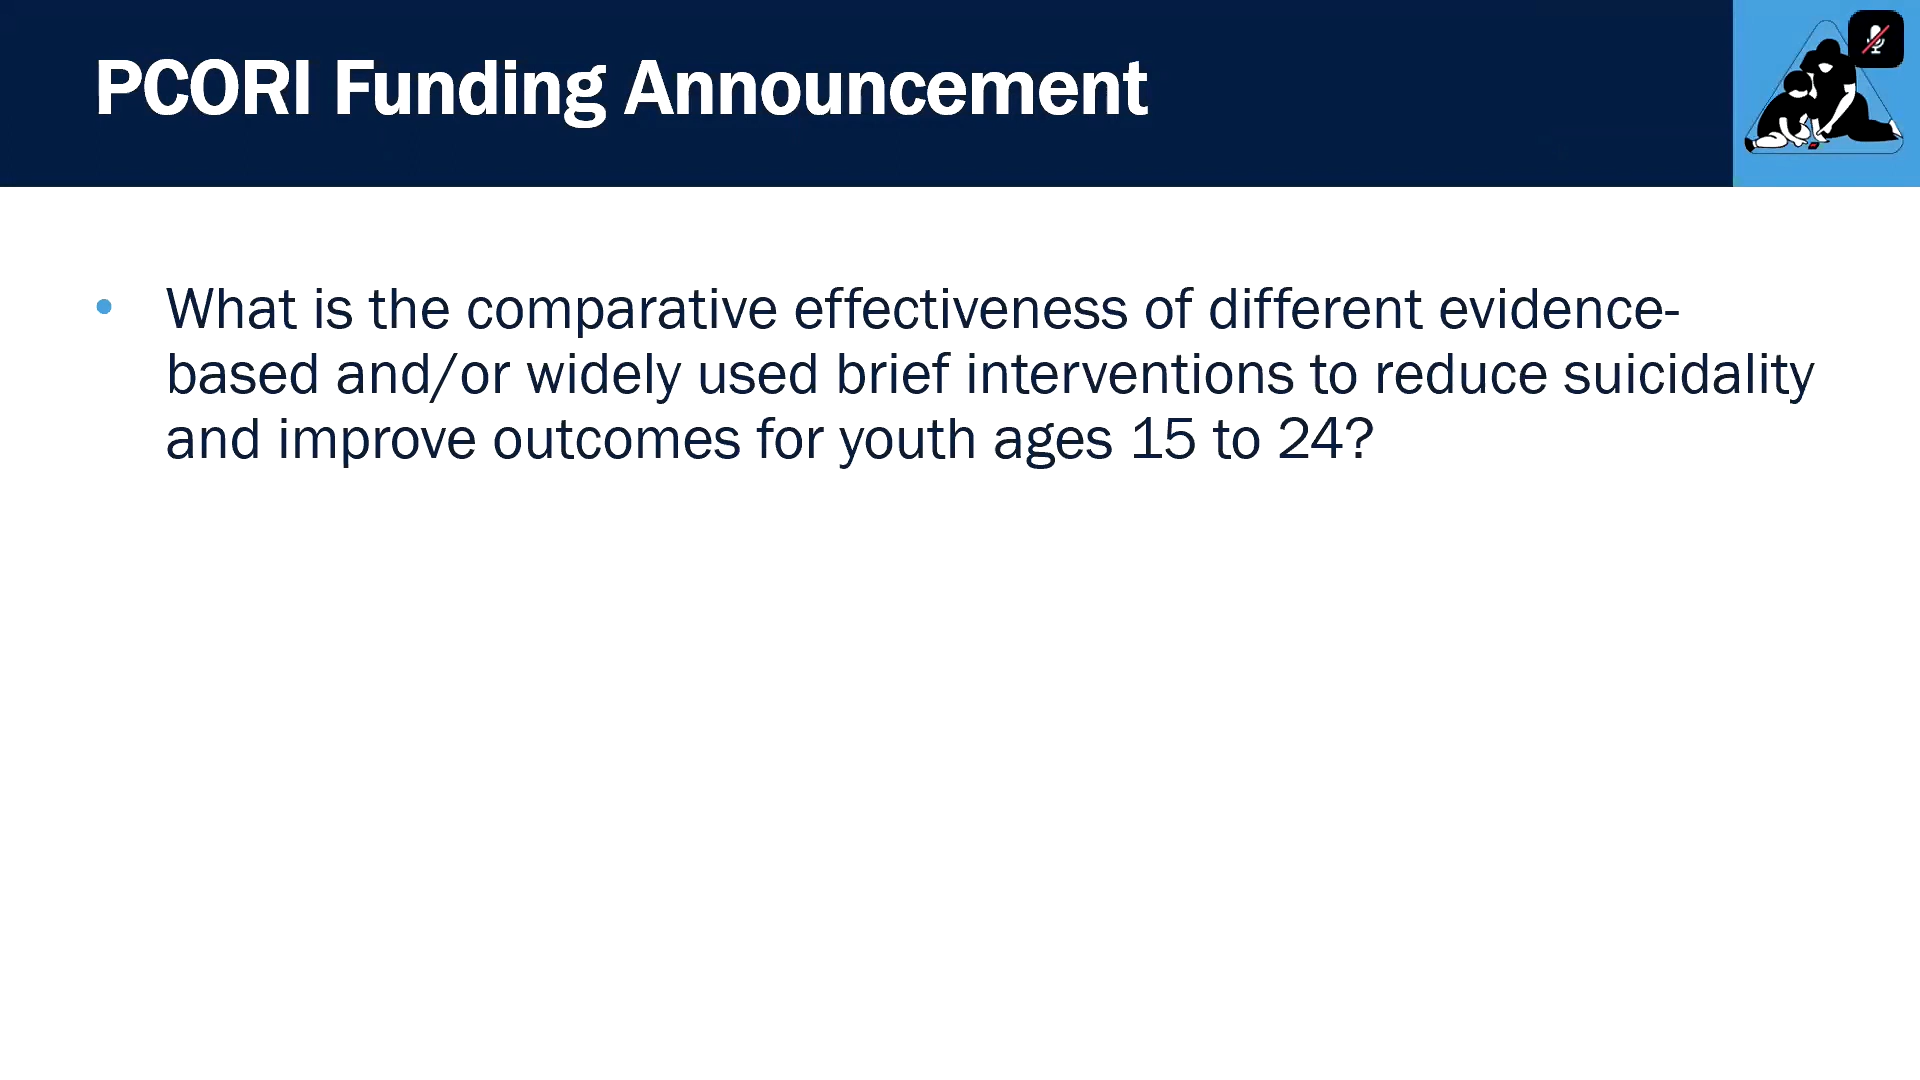 PCORI Funding Announcement
• What is the comparative effectiveness of different evidence-
based and/or widely used brief interventions to reduce suicidality
and improve outcomes for youth ages 15 to 24?